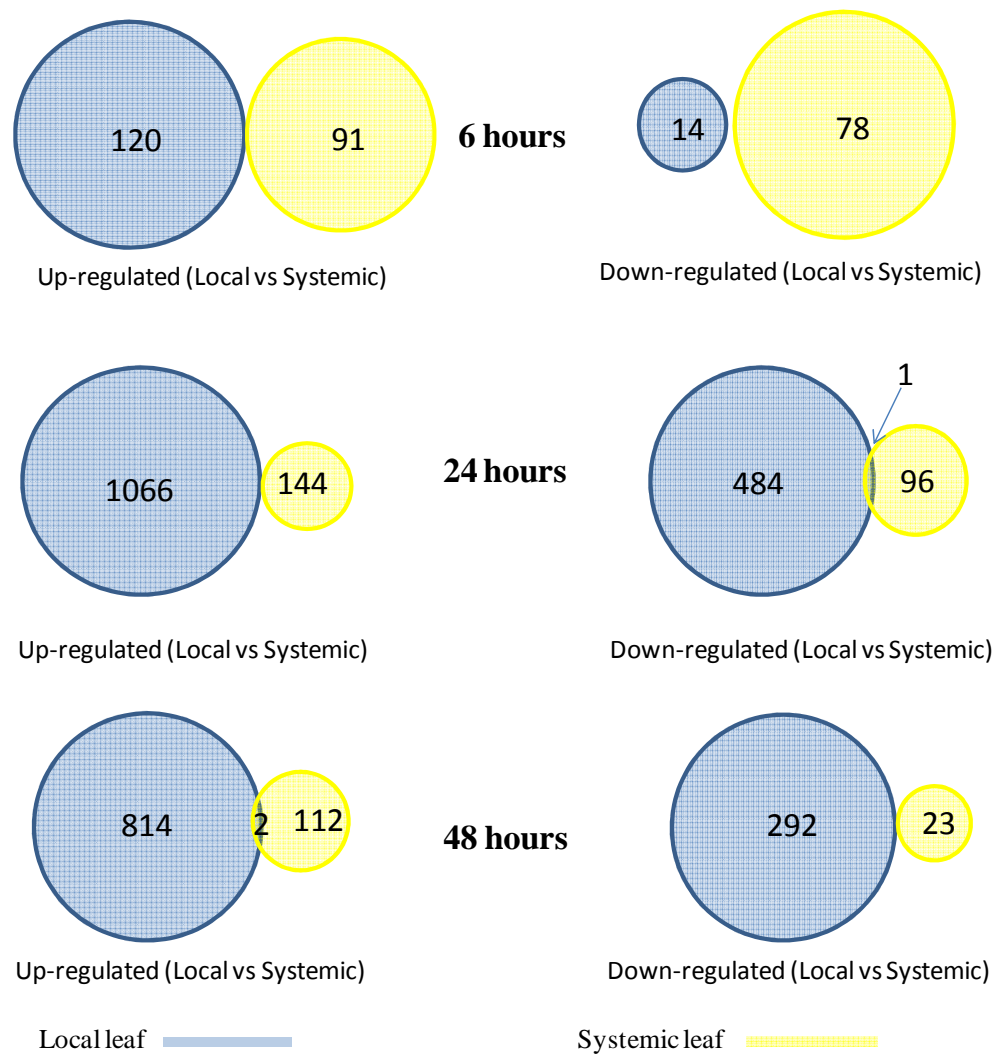 120
91
6 hours
14
78
Up-regulated (Local vs Systemic)
Down-regulated (Local vs Systemic)
1
1066
144
24 hours
484
96
Up-regulated (Local vs Systemic)
Down-regulated (Local vs Systemic)
814
2
112
48 hours
292
23
Up-regulated (Local vs Systemic)
Down-regulated (Local vs Systemic)
Local leaf
Systemic leaf